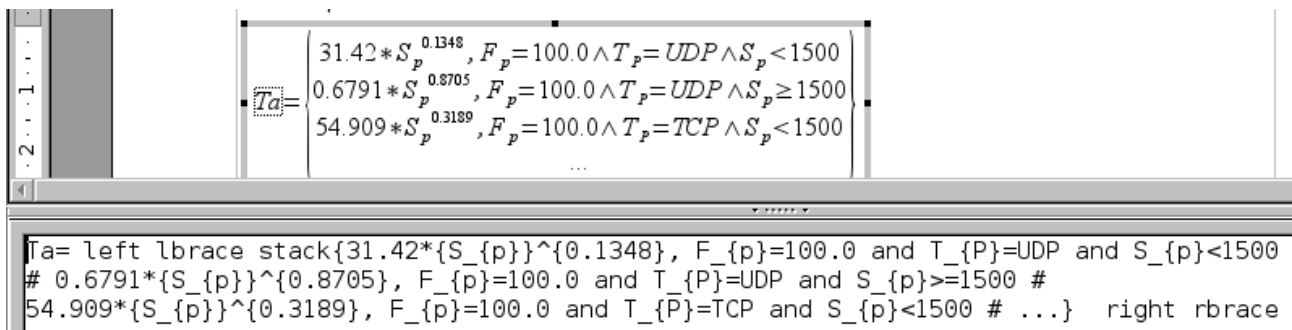 Ta= { 31.42*S_p^0.1348, F_p=100.0∧T_P=UDP∧S_p<1500
0.6791*S_p^0.8705, F_p=100.0∧T_P=UDP∧S_p≥1500
54.909*S_p^0.3189, F_p=100.0∧T_P=TCP∧S_p<1500
... }
1
2
Ta= left lbrace stack{31.42*{S_{p}}^{0.1348}, F_{p}=100.0 and T_{P}=UDP and S_{p}<1500
# 0.6791*{S_{p}}^{0.8705}, F_{p}=100.0 and T_{P}=UDP and S_{p}>=1500 #
54.909*{S_{p}}^{0.3189}, F_{p}=100.0 and T_{P}=TCP and S_{p}<1500 # ...}  right rbrace